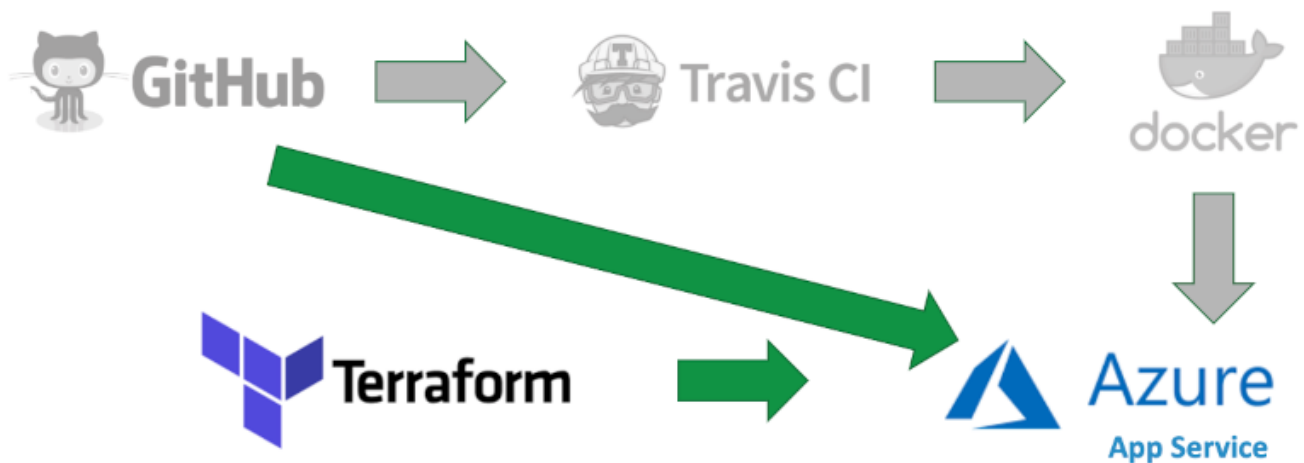 GitHub
Travis CI
docker
Terraform
Azure
App Service